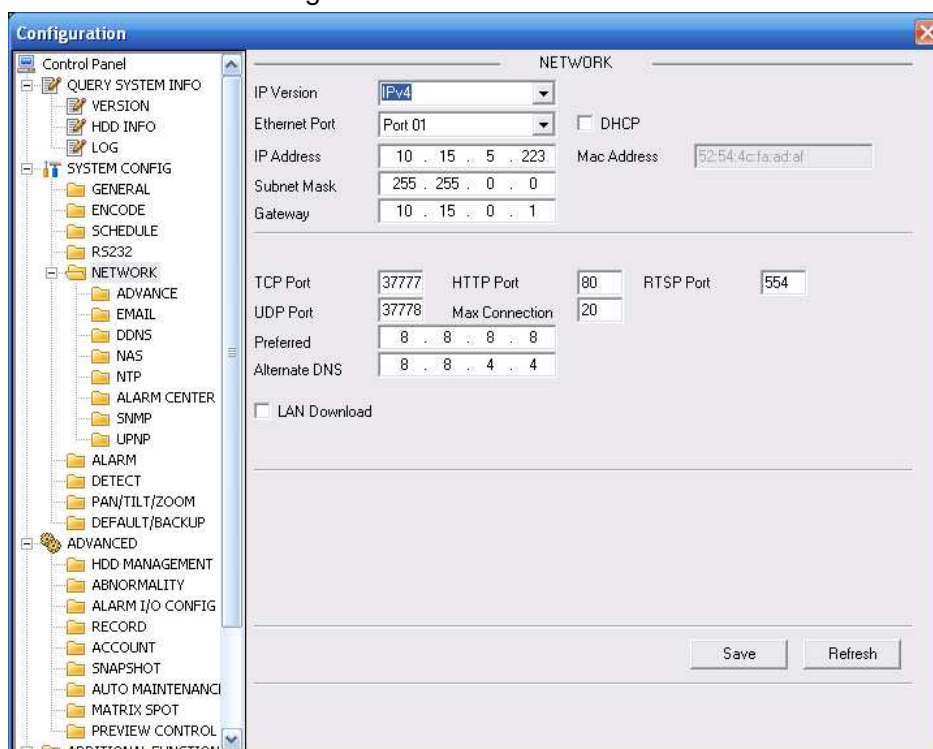 Configuration
Control Panel
QUERY SYSTEM INFO
VERSION
HDD INFO
LOG
SYSTEM CONFIG
GENERAL
ENCODE
SCHEDULE
RS232
NETWORK
ADVANCE
EMAIL
DDNS
NAS
NTP
ALARM CENTER
SNMP
UPNP
ALARM
DETECT
PAN/TILT/ZOOM
DEFAULT/BACKUP
ADVANCED
HDD MANAGEMENT
ABNORMALITY
ALARM I/O CONFIG
RECORD
ACCOUNT
SNAPSHOT
AUTO MAINTENANC
MATRIX SPOT
PREVIEW CONTROL
ADDITIONAL FUNCTION
NETWORK
IP Version IPv4
Ethernet Port Port 01 DHCP
IP Address 10 . 15 . 5 . 223 Mac Address 52:54:4c:fa:ad:af
Subnet Mask 255 . 255 . 0 . 0
Gateway 10 . 15 . 0 . 1
TCP Port 37777 HTTP Port 80 RTSP Port 554
UDP Port 37778 Max Connection 20
Preferred 8 . 8 . 8 . 8
Alternate DNS 8 . 8 . 4 . 4
LAN Download
Save Refresh